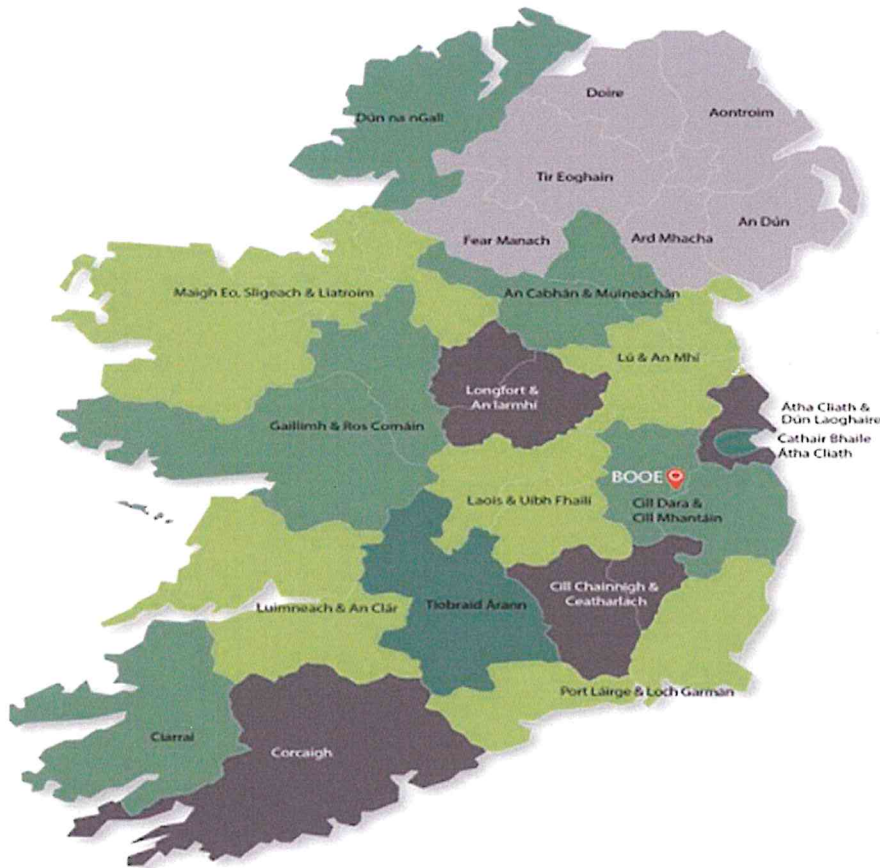 Doire
Aontroim
Dún na nGall
Tír Eoghain
An Dún
Fear Manach
Ard Mhacha
Maigh Eo, Sligeach & Liatroim
An Cabhán & Muineachán
Lú & An Mhí
Longfort &
An Iarmhí
Átha Cliath &
Dún Laoghaire
Gaillimh & Ros Comáin
Cathair Bhaile
Átha Cliath
BOOE
Laois & Uíbh Fhailí
Cill Dara &
Cill Mhantáin
Cill Chainnigh &
Ceatharlach
Luimneach & An Clár
Tiobraid Árann
Port Láirge & Loch Garman
Ciarraí
Corcaigh